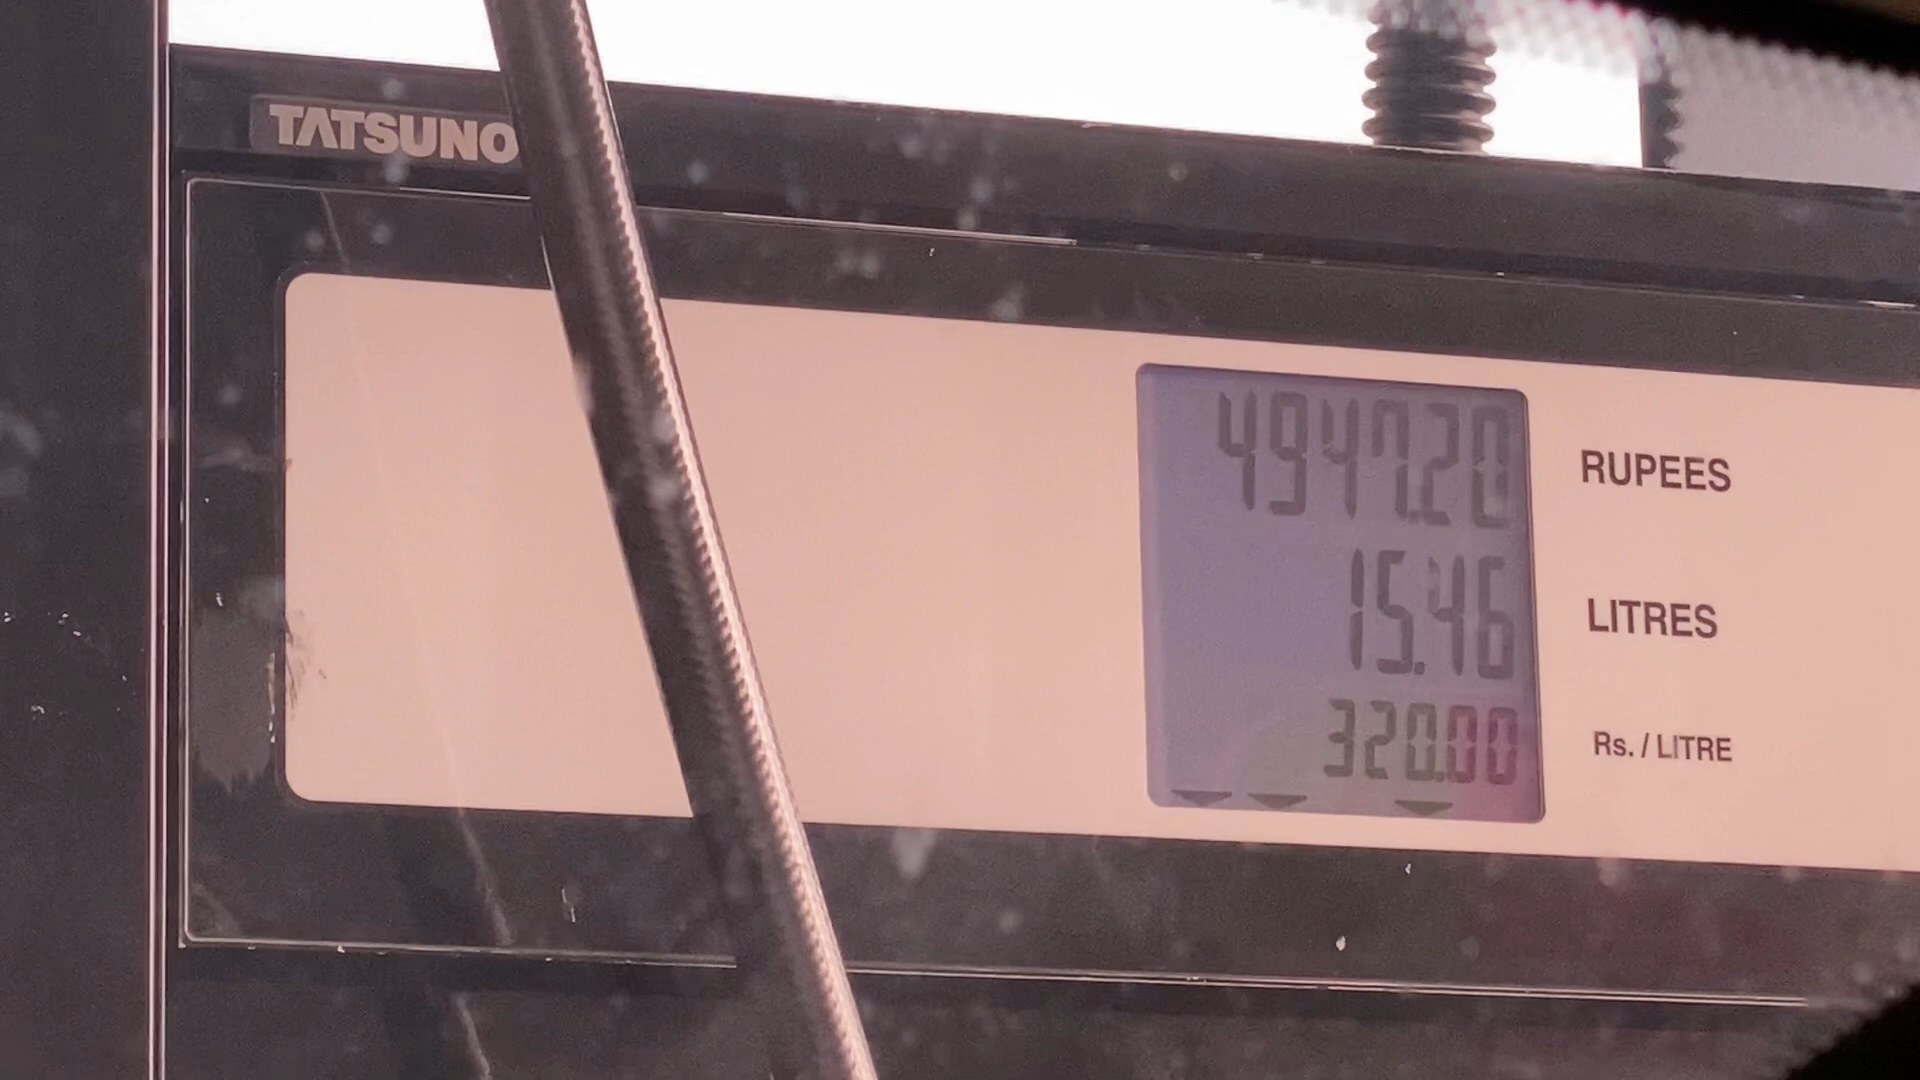 TATSUNO
4947.20 RUPEES
15.46 LITRES
320.00 Rs. / LITRE